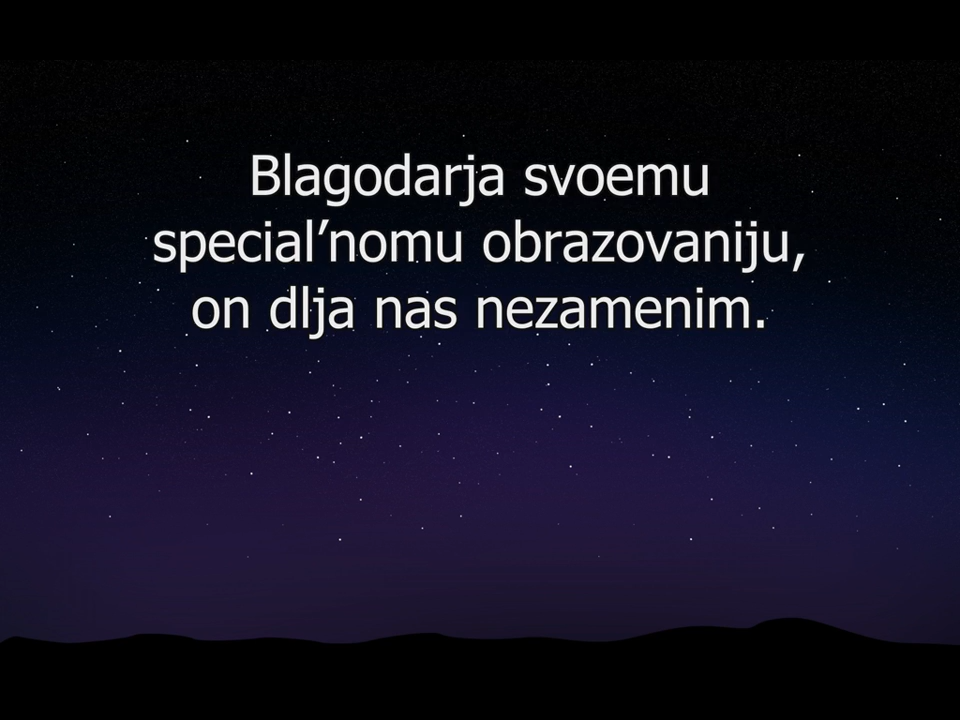 Blagodarja svoemu
special’nomu obrazovaniju,
on dlja nas nezamenim.